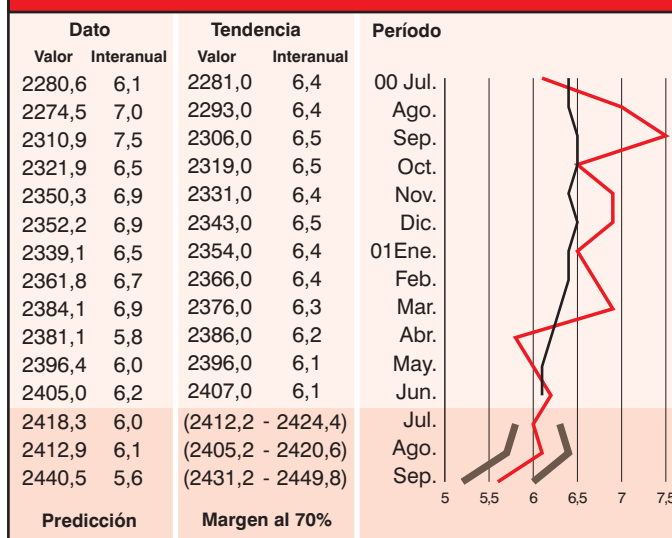 Dato Tendencia Período
Valor Interanual Valor Interanual
2280,6 6,1 2281,0 6,4 00 Jul.
2274,5 7,0 2293,0 6,4 Ago.
2310,9 7,5 2306,0 6,5 Sep.
2321,9 6,5 2319,0 6,5 Oct.
2350,3 6,9 2331,0 6,4 Nov.
2352,2 6,9 2343,0 6,5 Dic.
2339,1 6,5 2354,0 6,4 01Ene.
2361,8 6,7 2366,0 6,4 Feb.
2384,1 6,9 2376,0 6,3 Mar.
2381,1 5,8 2386,0 6,2 Abr.
2396,4 6,0 2396,0 6,1 May.
2405,0 6,2 2407,0 6,1 Jun.
2418,3 6,0 (2412,2 - 2424,4) Jul.
2412,9 6,1 (2405,2 - 2420,6) Ago.
2440,5 5,6 (2431,2 - 2449,8) Sep.
5 5,5 6 6,5 7 7,5
Predicción Margen al 70%